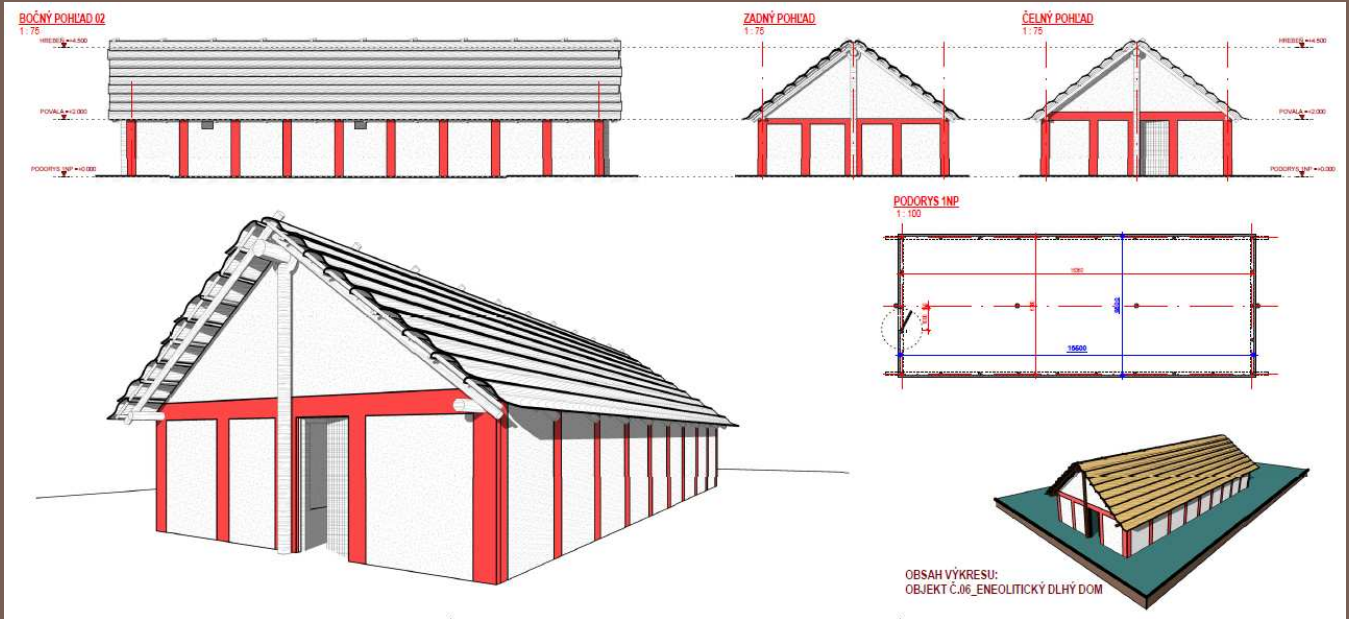 BOČNÝ POHĽAD 02
1 : 75
HREBEŇ =+4.500
POVALA =+2.000
PODORYS 1NP =+0.000
ZADNÝ POHĽAD
1 : 75
ČELNÝ POHĽAD
1 : 75
HREBEŇ =+4.500
POVALA =+2.000
PODORYS 1NP =+0.000
PODORYS 1NP
1 : 100
15500
OBSAH VÝKRESU:
OBJEKT Č.06_ENEOLITICKÝ DLHÝ DOM